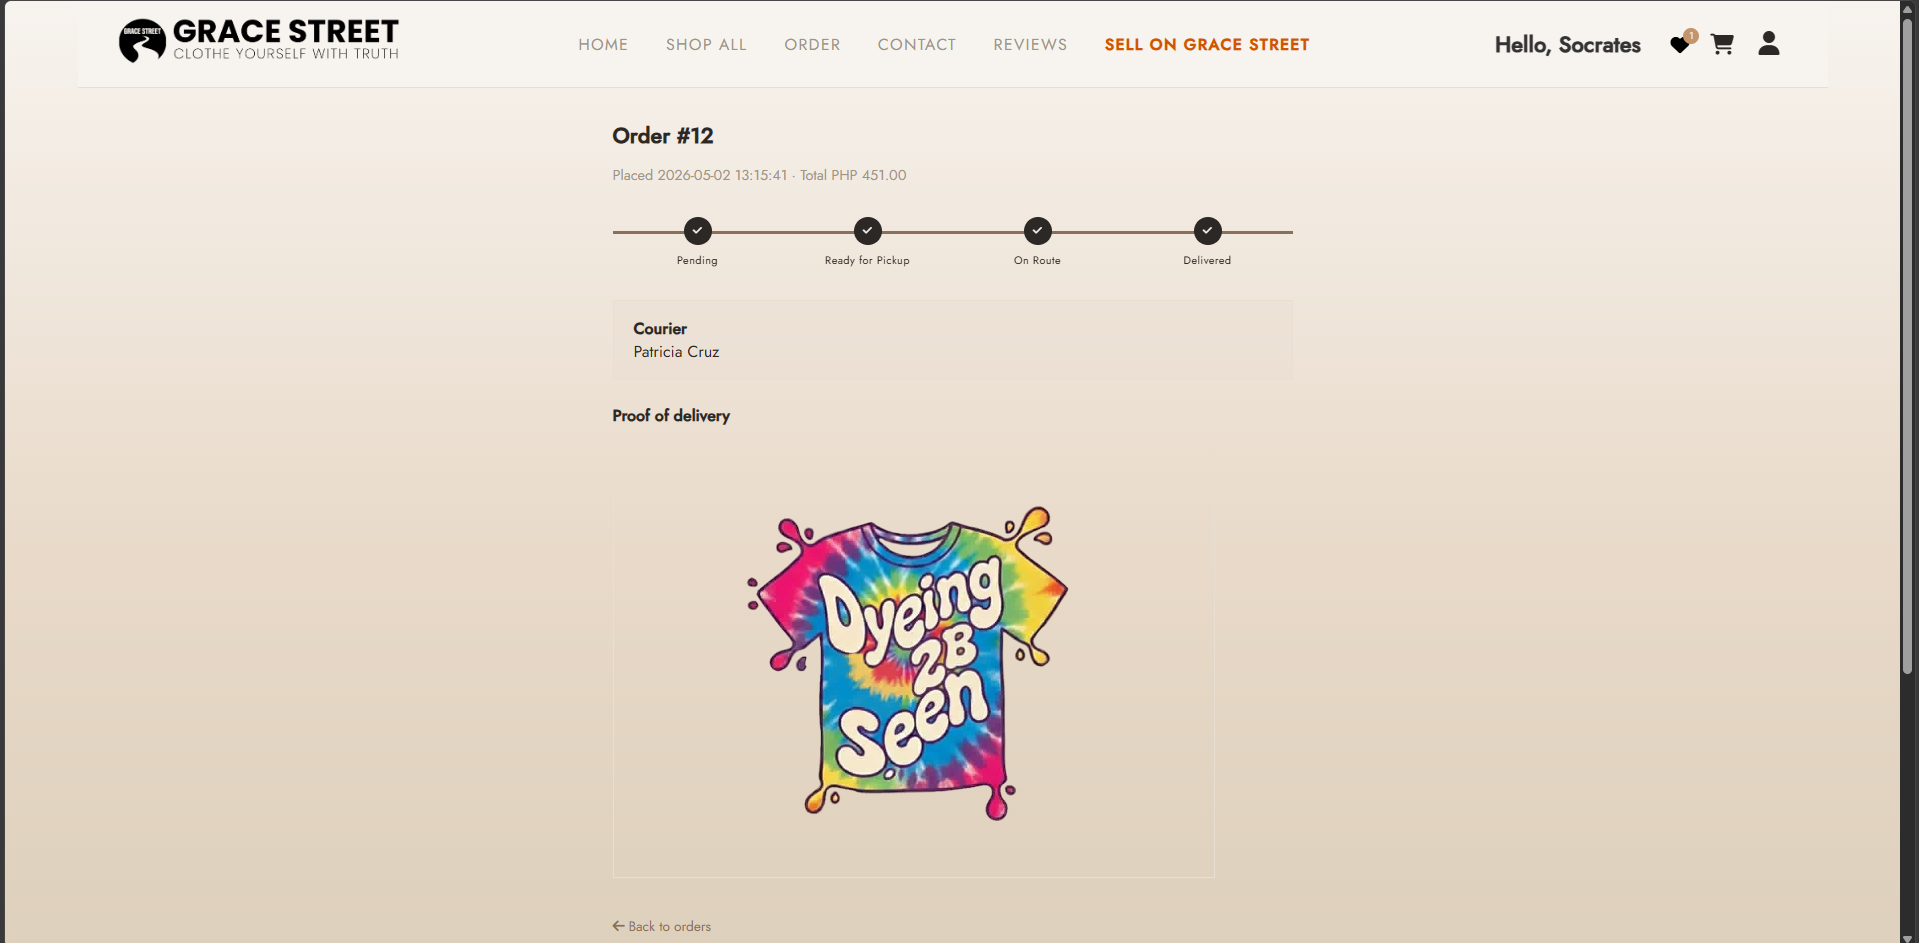 GRACE STREET
GRACE STREET
CLOTHE YOURSELF WITH TRUTH
HOME
SHOP ALL
ORDER
CONTACT
REVIEWS
SELL ON GRACE STREET
Hello, Socrates
1
Order #12
Placed 2026-05-02 13:15:41 · Total PHP 451.00
Pending
Ready for Pickup
On Route
Delivered
Courier
Patricia Cruz
Proof of delivery
Dyeing
2B
Seen
Back to orders